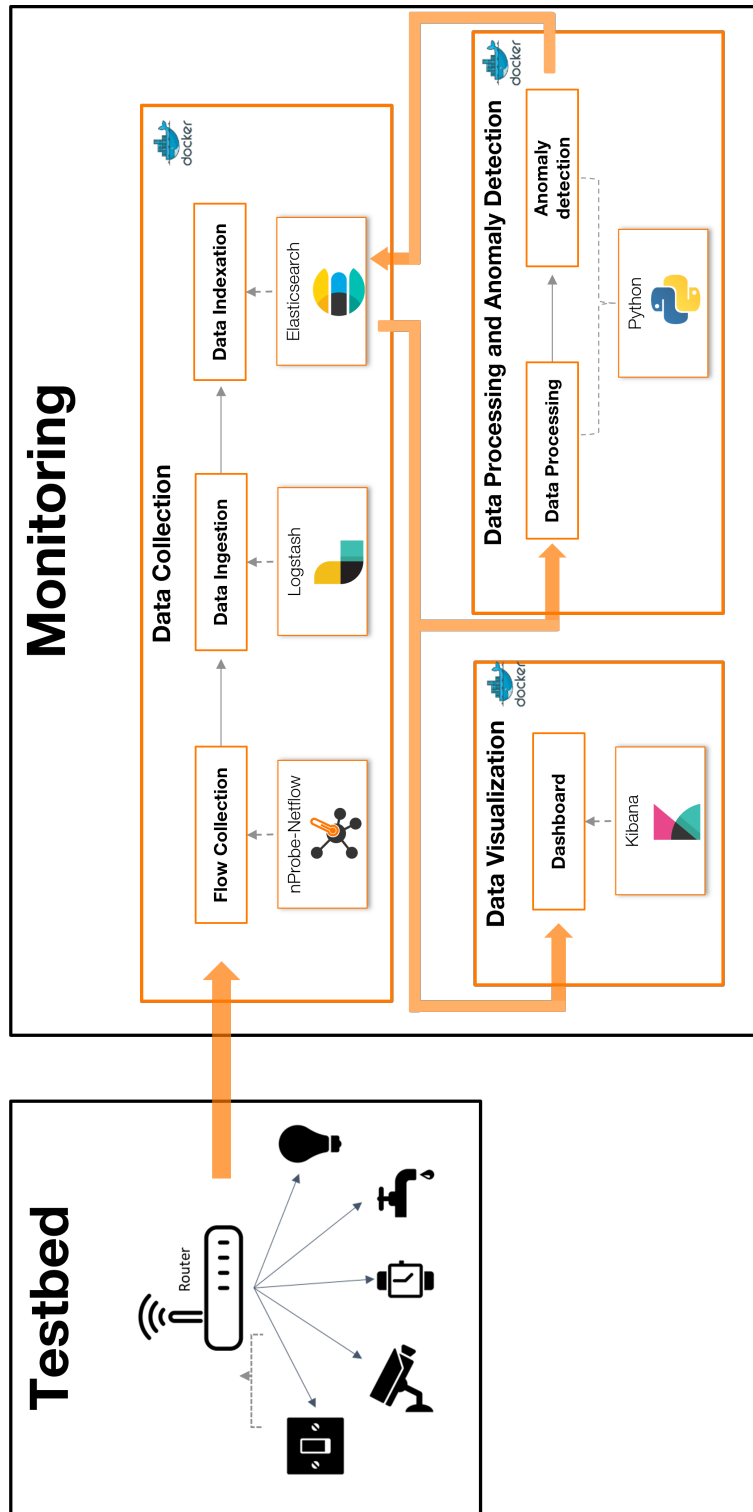 Testbed
Router
Monitoring
Data Collection
docker
Flow Collection
Data Ingestion
Data Indexation
nProbe-Netflow
Logstash
Elasticsearch
Data Visualization
docker
Dashboard
Kibana
Data Processing and Anomaly Detection
docker
Data Processing
Anomaly
detection
Python